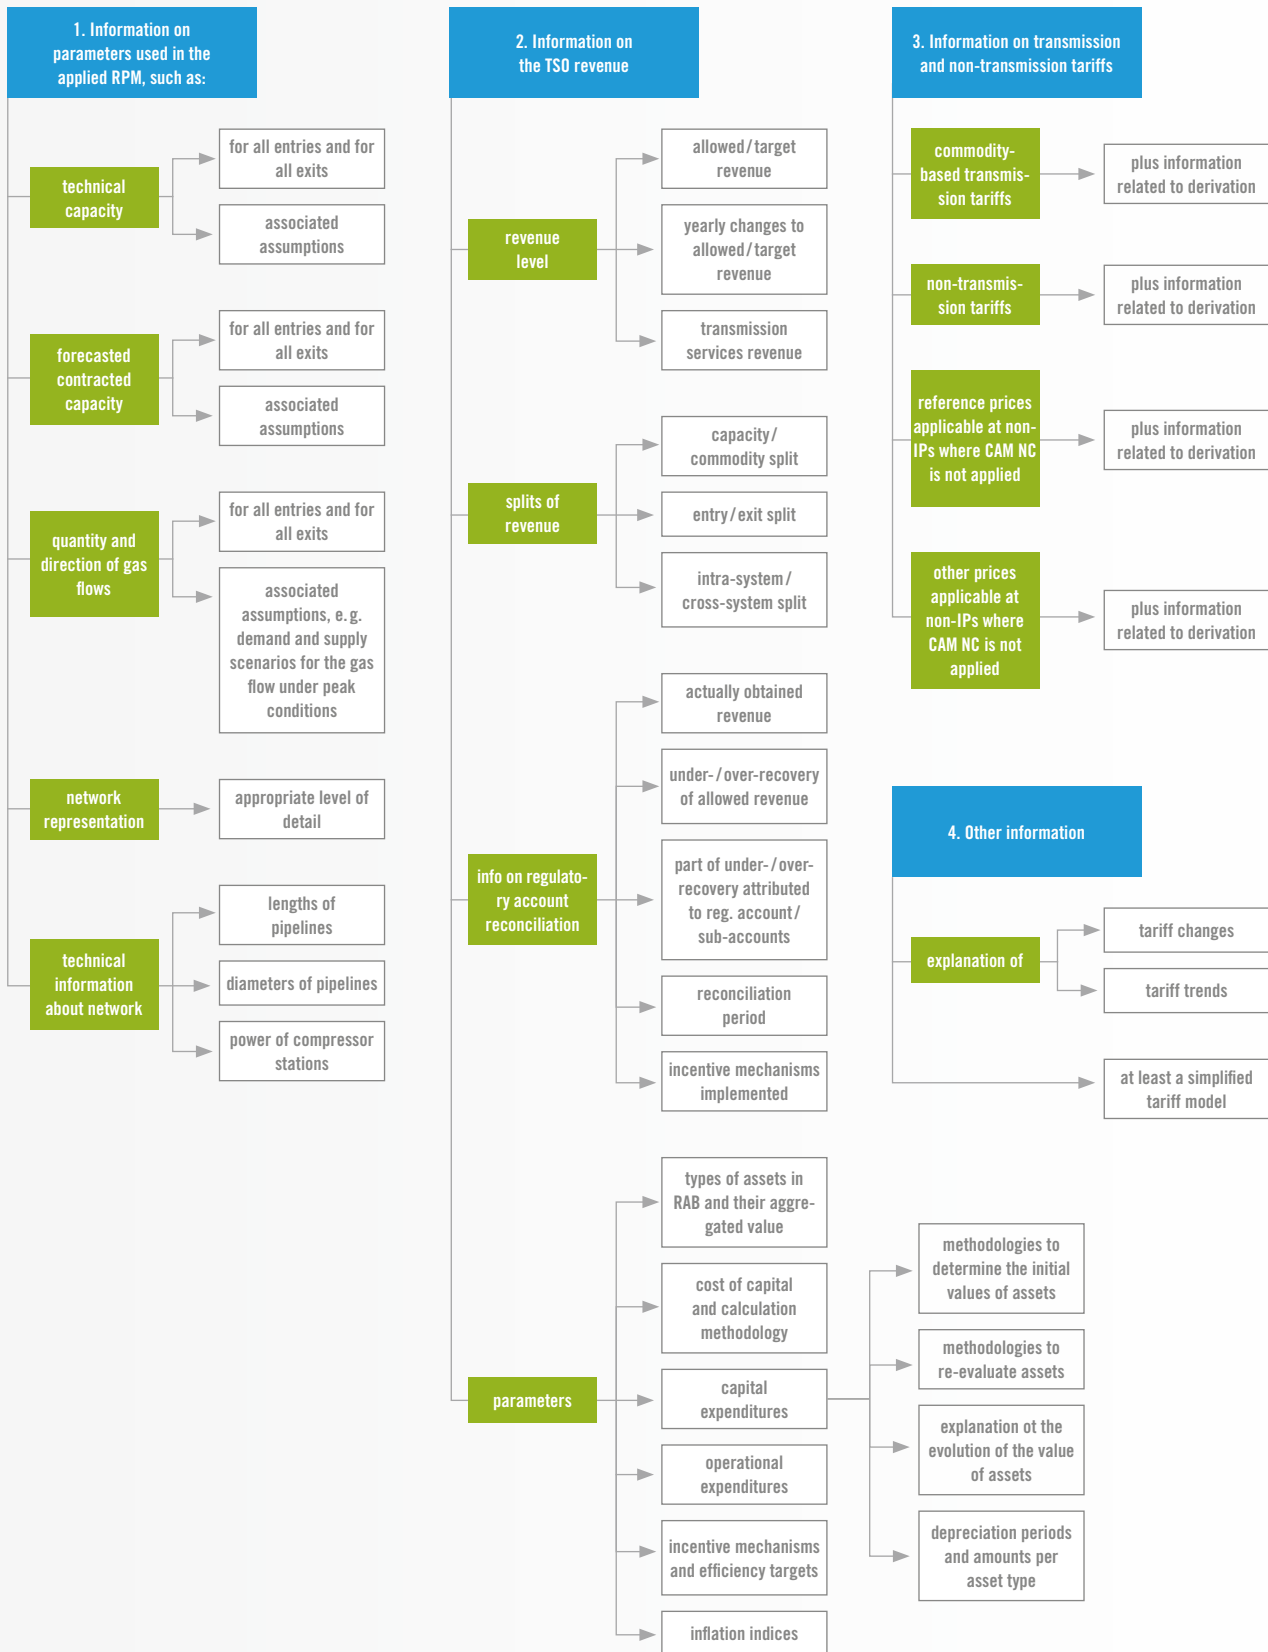 1. Information on
parameters used in the
applied RPM, such as:
technical
capacity
for all entries and for
all exits
associated
assumptions
forecasted
contracted
capacity
for all entries and for
all exits
associated
assumptions
quantity and
direction of gas
flows
for all entries and for
all exits
associated
assumptions, e. g.
demand and supply
scenarios for the gas
flow under peak
conditions
network
representation
appropriate level of
detail
technical
information
about network
lengths of
pipelines
diameters of pipelines
power of compressor
stations
2. Information on
the TSO revenue
revenue
level
allowed / target
revenue
yearly changes to
allowed / target
revenue
transmission
services revenue
splits of
revenue
capacity /
commodity split
entry / exit split
intra-system /
cross-system split
info on regulato-
ry account
reconciliation
actually obtained
revenue
under- / over-recovery
of allowed revenue
part of under- / over-
recovery attributed
to reg. account /
sub-accounts
reconciliation
period
incentive mechanisms
implemented
parameters
types of assets in
RAB and their aggre-
gated value
cost of capital
and calculation
methodology
capital
expenditures
methodologies to
determine the initial
values of assets
methodologies to
re-evaluate assets
explanation ot the
evolution of the value
of assets
depreciation periods
and amounts per
asset type
operational
expenditures
incentive mechanisms
and efficiency targets
inflation indices
3. Information on transmission
and non-transmission tariffs
commodity-
based transmis-
sion tariffs
plus information
related to derivation
non-transmis-
sion tariffs
plus information
related to derivation
reference prices
applicable at non-
IPs where CAM NC
is not applied
plus information
related to derivation
other prices
applicable at
non-IPs where
CAM NC is not
applied
plus information
related to derivation
4. Other information
explanation of
tariff changes
tariff trends
at least a simplified
tariff model